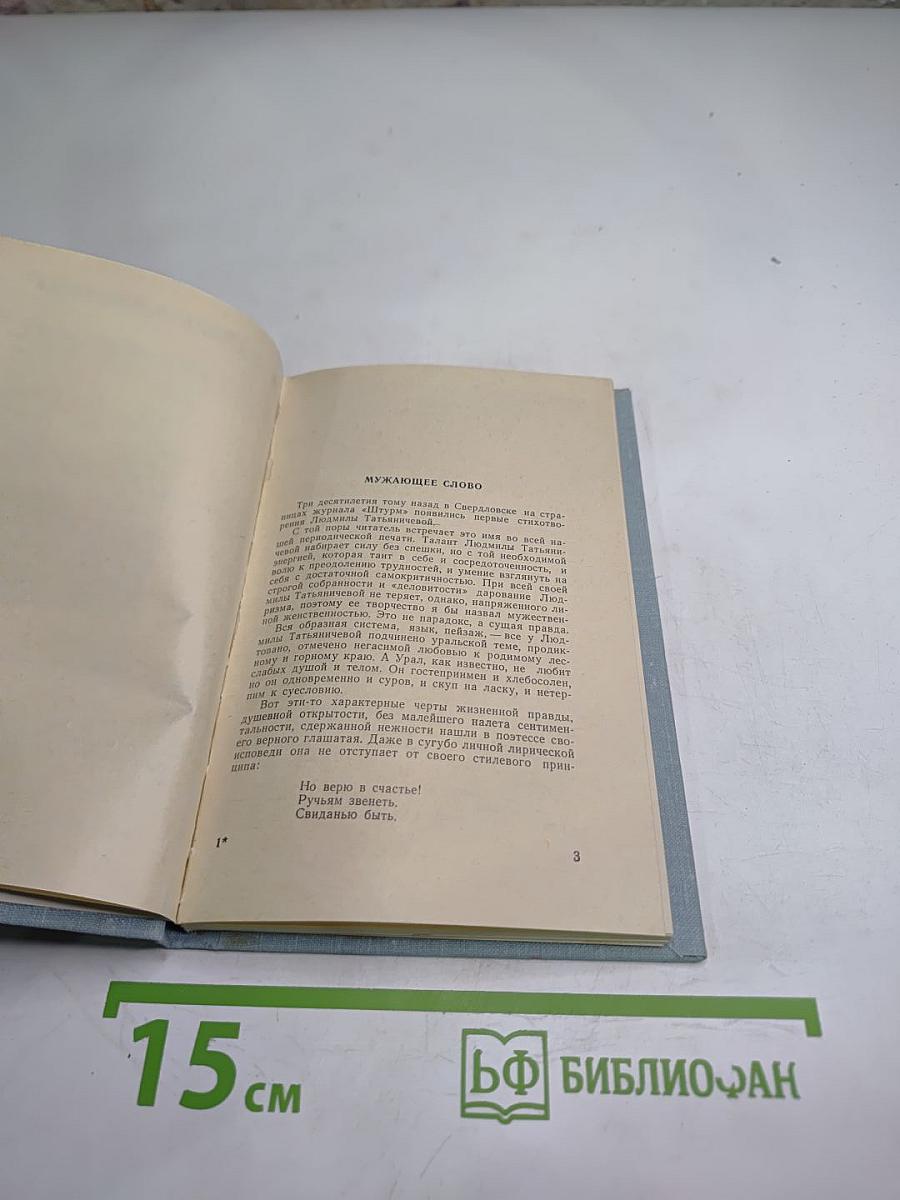 МУЖАЮЩЕЕ СЛОВО
Три десятилетия тому назад в Свердловске на стра-
ницах журнала «Штурм» появились первые стихотво-
рения Людмилы Татьяничевой.
С той поры читатель встречает это имя во всей на-
шей периодической печати. Талант Людмилы Татьяни-
чевой набирает силу без спешки, но с той необходимой
энергией, которая таит в себе и сосредоточенность, и
волю к преодолению трудностей, и умение взглянуть на
себя с достаточной самокритичностью. При всей своей
строгой собранности и «деловитости» дарование Люд-
милы Татьяничевой не теряет, однако, напряженного ли-
ризма, поэтому ее творчество я бы назвал мужествен-
ной женственностью. Это не парадокс, а сущая правда.
Вся образная система, язык, пейзаж, — все у Люд-
милы Татьяничевой подчинено уральской теме, продик-
товано, отмечено негасимой любовью к родимому лес-
ному и горному краю. А Урал, как известно, не любит
слабых душой и телом. Он гостеприимен и хлебосолен,
но он одновременно и суров, и скуп на ласку, и нетер-
пим к суесловию.
Вот эти-то характерные черты жизненной правды,
душевной открытости, без малейшего налета сентимен-
тальности, сдержанной нежности нашли в поэтессе сво-
его верного глашатая. Даже в сугубо личной лирической
исповеди она не отступает от своего стилевого прин-
ципа:
Но верю в счастье!
Ручьям звенеть.
Свиданью быть.
1*
3
15 см
ЬФ БИБЛИОФАН